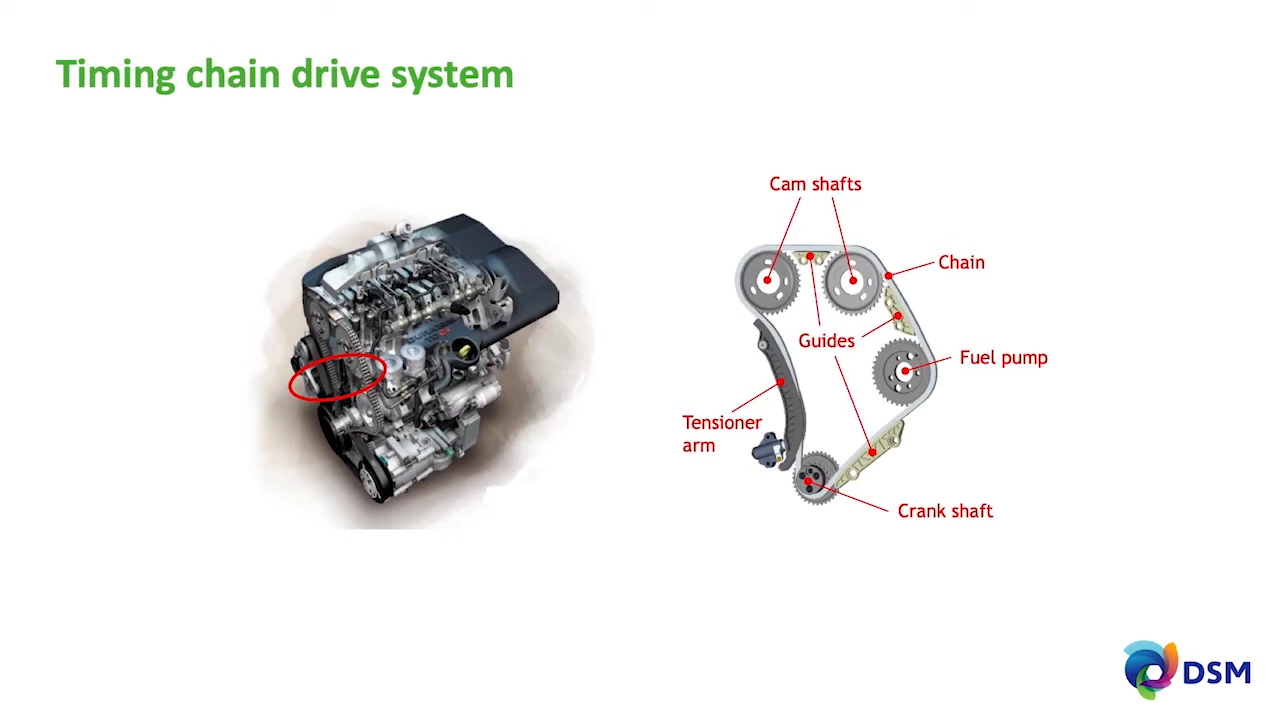 Timing chain drive system
Cam shafts
Chain
Guides
Fuel pump
Tensioner
arm
Crank shaft
DSM